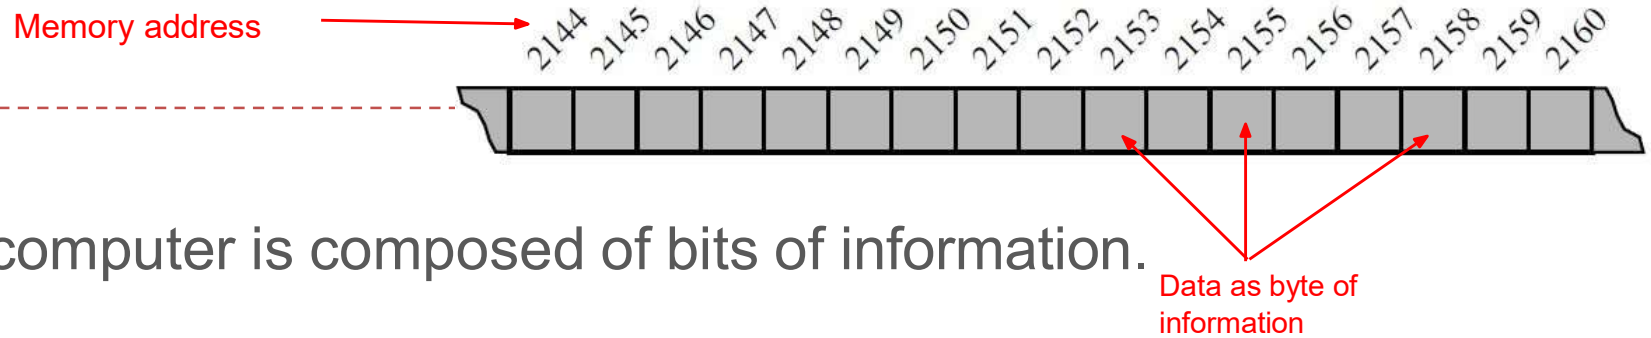 Memory address
2144 2145 2146 2147 2148 2149 2150 2151 2152 2153 2154 2155 2156 2157 2158 2159 2160
computer is composed of bits of information.
Data as byte of
information